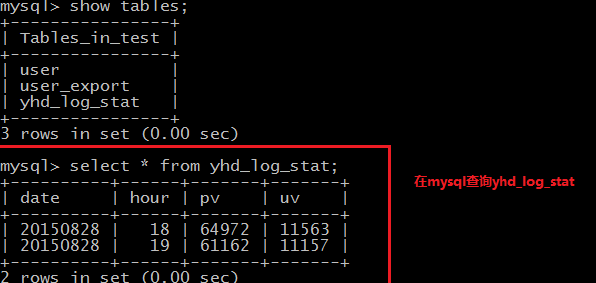 mysql> show tables;
+----------------+
| Tables_in_test |
+----------------+
| user           |
| user_export    |
| yhd_log_stat   |
+----------------+
3 rows in set (0.00 sec)
mysql> select * from yhd_log_stat;
+----------+------+-------+-------+
| date     | hour | pv    | uv    |
+----------+------+-------+-------+
| 20150828 |   18 | 64972 | 11563 |
| 20150828 |   19 | 61162 | 11157 |
+----------+------+-------+-------+
2 rows in set (0.00 sec)
在mysql查询yhd_log_stat